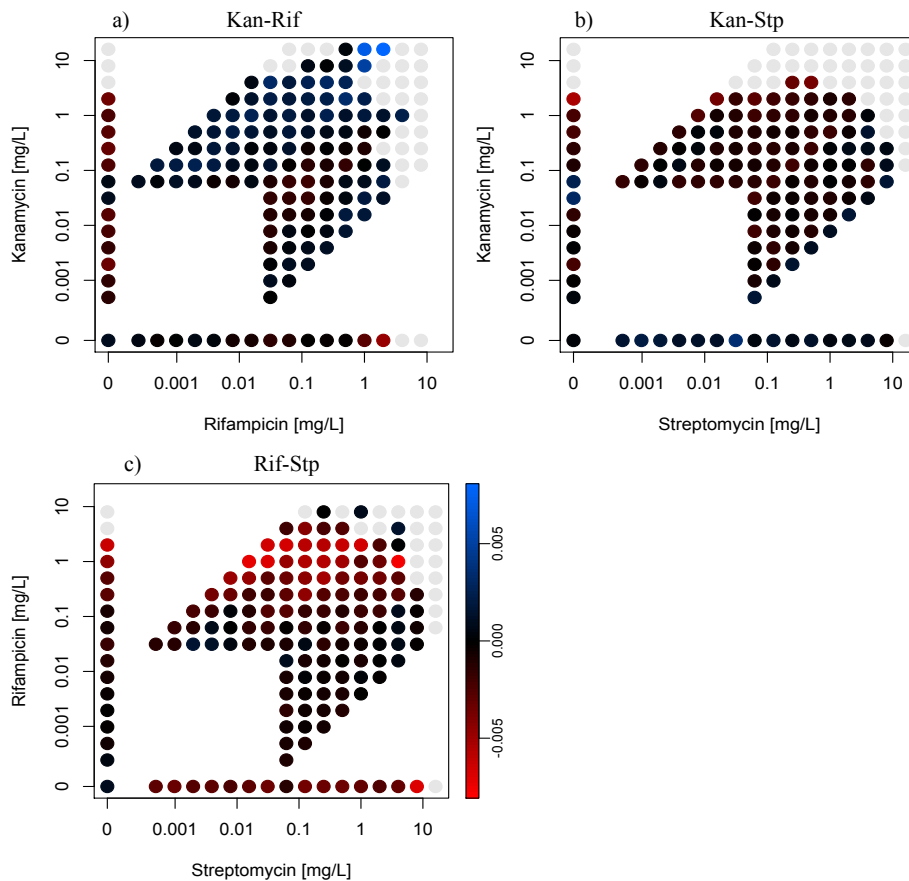 a) Kan-Rif
Kanamycin [mg/L]
10
1
0.1
0.01
0.001
0
0 0.001 0.01 0.1 1 10
Rifampicin [mg/L]
b) Kan-Stp
Kanamycin [mg/L]
10
1
0.1
0.01
0.001
0
0 0.001 0.01 0.1 1 10
Streptomycin [mg/L]
c) Rif-Stp
Rifampicin [mg/L]
10
1
0.1
0.01
0.001
0
0 0.001 0.01 0.1 1 10
Streptomycin [mg/L]
0.005
0.000
-0.005